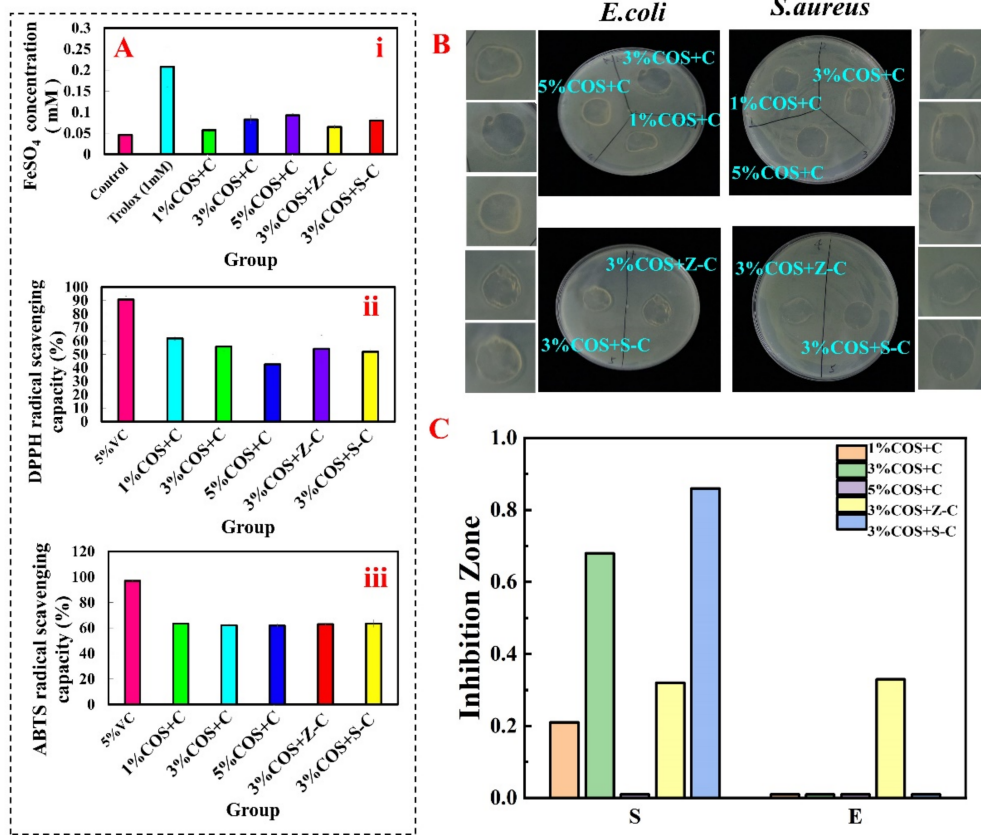 E.coli
S.aureus
A
i
FeSO4 concentration
( mM)
0.3
0.25
0.2
0.15
0.1
0.05
0
Control
Trolox (1mM)
1%COS+C
3%COS+C
5%COS+C
3%COS+Z-C
3%COS+S-C
Group
ii
DPPH radical scavenging
capacity (%)
100
90
80
70
60
50
40
30
20
10
0
5%VC
1%COS+C
3%COS+C
5%COS+C
3%COS+Z-C
3%COS+S-C
Group
iii
ABTS radical scavenging
capacity (%)
120
100
80
60
40
20
0
5%VC
1%COS+C
3%COS+C
5%COS+C
3%COS+Z-C
3%COS+S-C
Group
B
3%COS+C
5%COS+C
1%COS+C
3%COS+C
1%COS+C
5%COS+C
3%COS+Z-C
3%COS+S-C
3%COS+Z-C
3%COS+S-C
C
Inhibition Zone
1.0
0.8
0.6
0.4
0.2
0.0
1%COS+C
3%COS+C
5%COS+C
3%COS+Z-C
3%COS+S-C
S
E